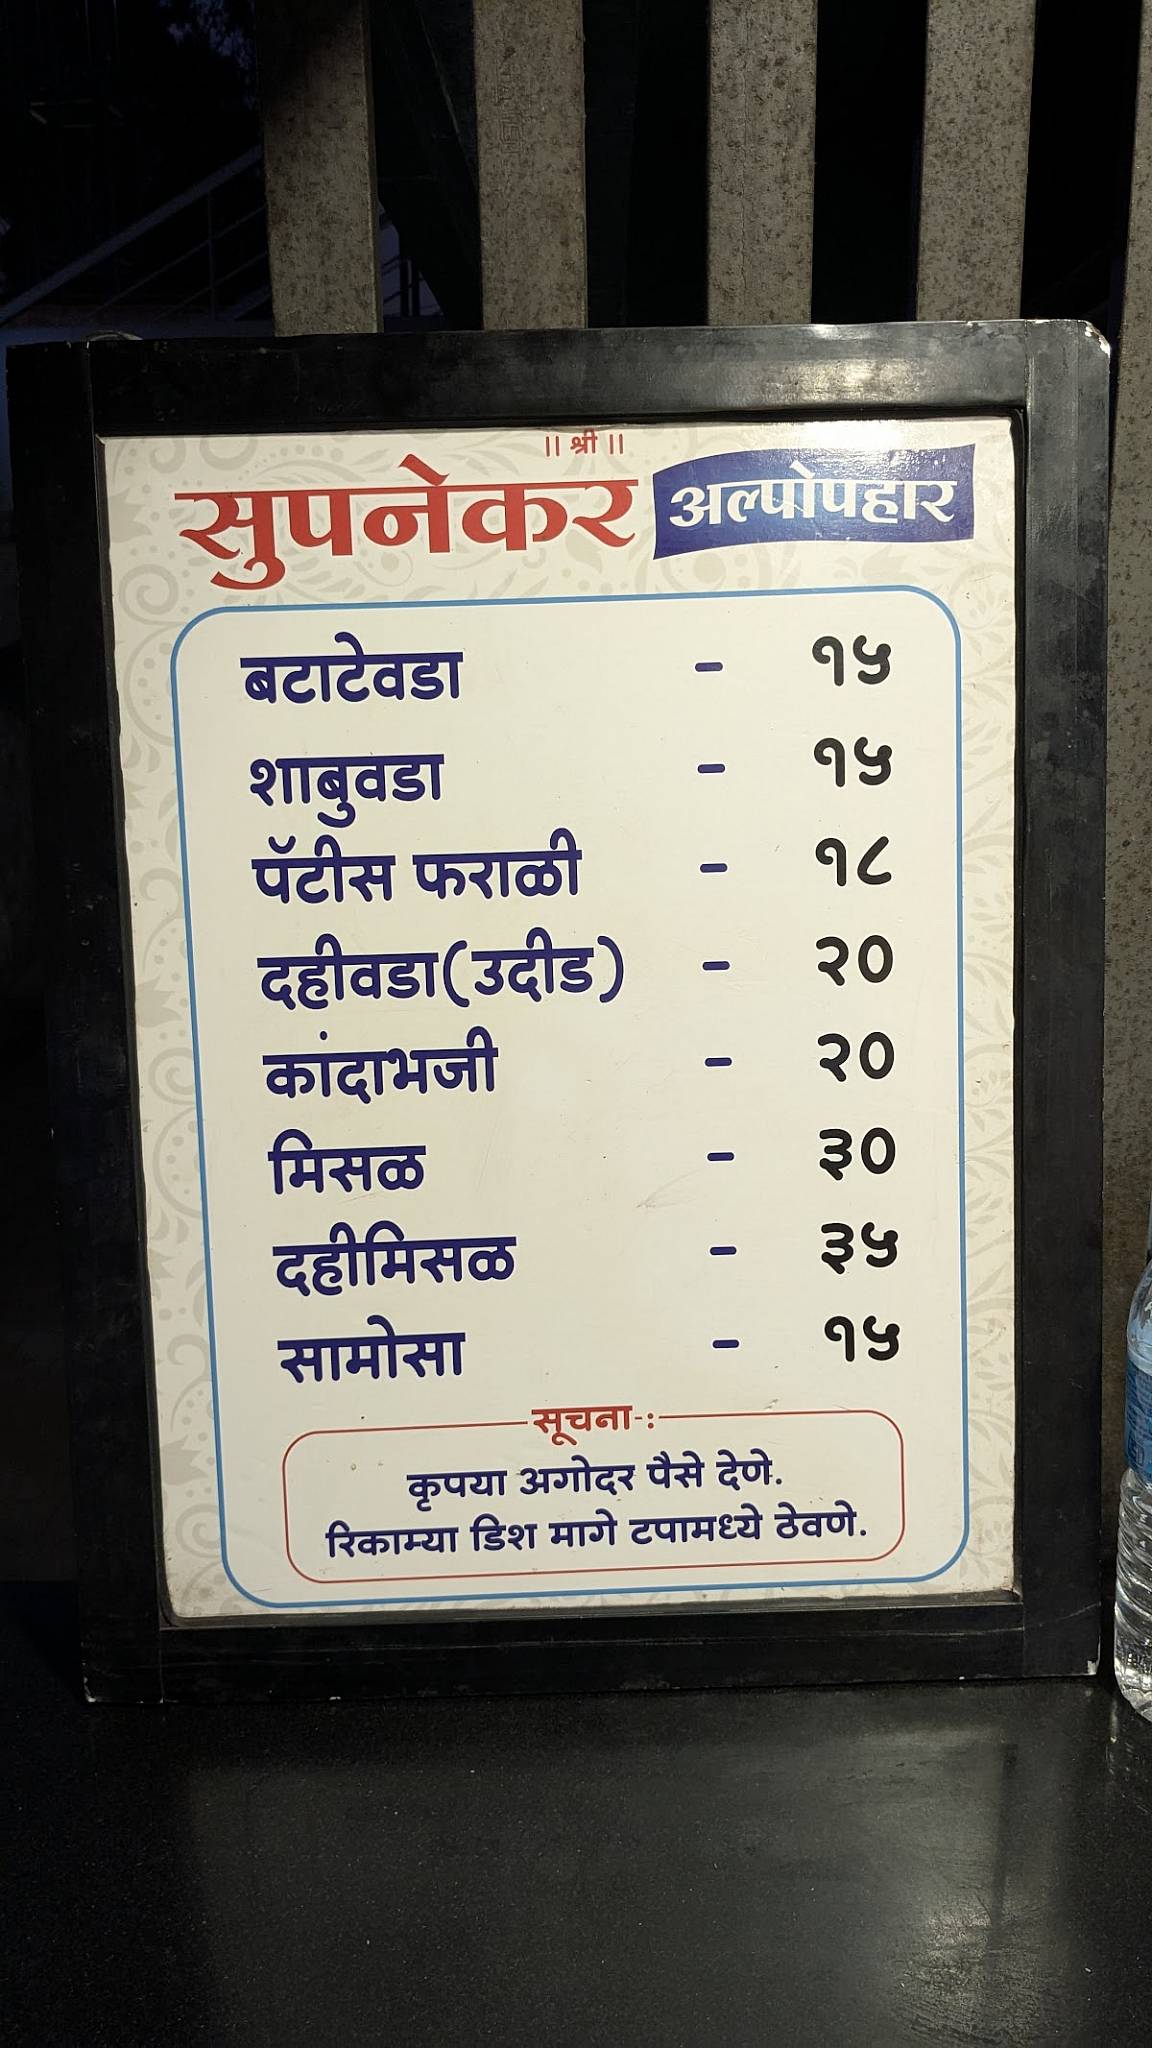 || श्री ||
सुपनेकर अल्पोपहार
बटाटेवडा - १५
शाबुवडा - १५
पॅटीस फराळी - १८
दहीवडा(उदीड) - २०
कांदाभजी - २०
मिसळ - ३०
दहीमिसळ - ३५
सामोसा - १५
सूचना-:
कृपया अगोदर पैसे देणे.
रिकाम्या डिश मागे टपामध्ये ठेवणे.